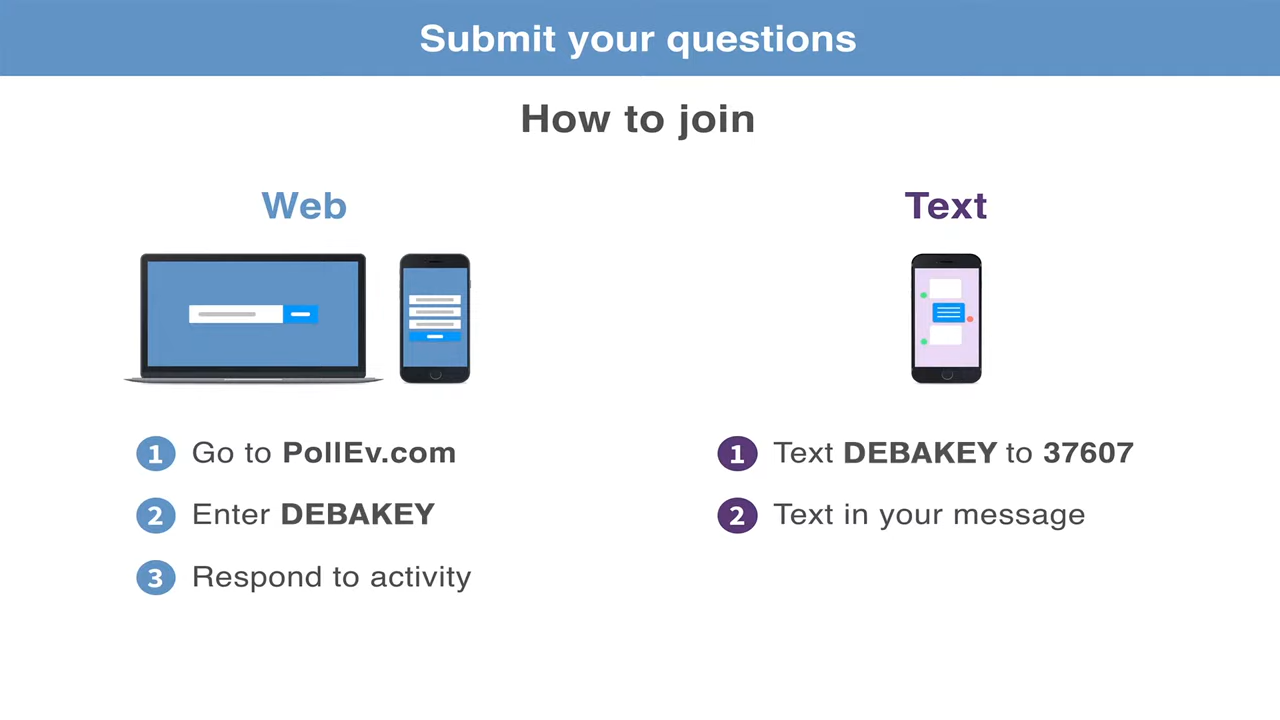 Submit your questions
How to join
Web
1 Go to PollEv.com
2 Enter DEBAKEY
3 Respond to activity
Text
1 Text DEBAKEY to 37607
2 Text in your message